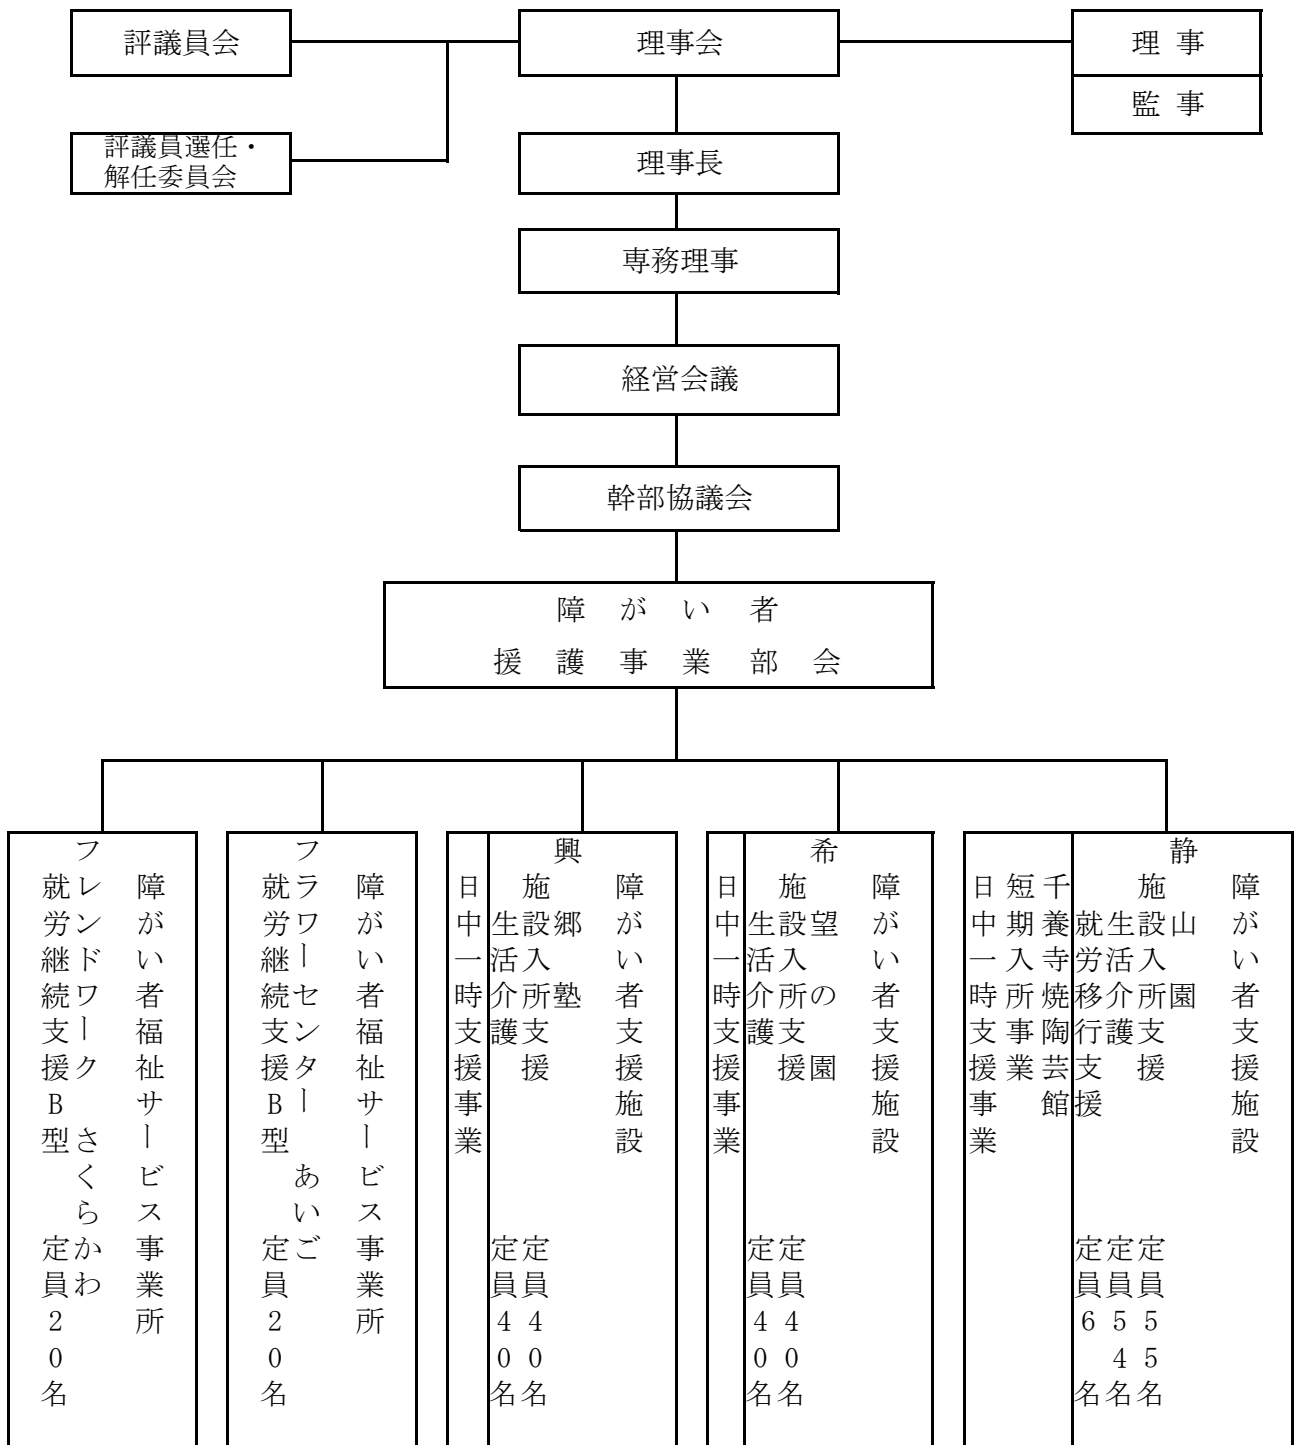 評議員会
理事会
理事
監事
評議員選任・
解任委員会
理事長
専務理事
経営会議
幹部協議会
障がい者
援護事業部会
障がい者支援施設
静山園
施設入所支援 定員55名
生活介護 定員54名
就労移行支援 定員6名
千養寺焼陶芸館
短期入所事業
日中一時支援事業
障がい者支援施設
希望の園
施設入所支援 定員40名
生活介護 定員40名
日中一時支援事業
障がい者支援施設
興郷塾
施設入所支援 定員40名
生活介護 定員40名
日中一時支援事業
障がい者福祉サービス事業所
フラワーセンター あいご
就労継続支援B型 定員20名
障がい者福祉サービス事業所
フレンドワーク さくらかわ
就労継続支援B型 定員20名